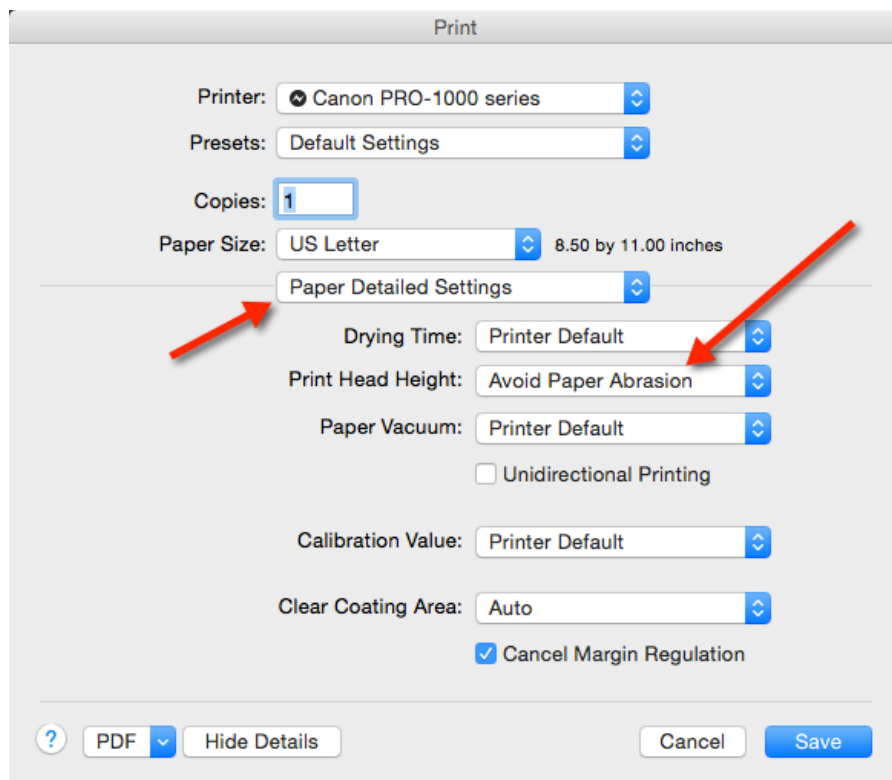 Print
Printer: Canon PRO-1000 series
Presets: Default Settings
Copies: 1
Paper Size: US Letter 8.50 by 11.00 inches
Paper Detailed Settings
Drying Time: Printer Default
Print Head Height: Avoid Paper Abrasion
Paper Vacuum: Printer Default
Unidirectional Printing
Calibration Value: Printer Default
Clear Coating Area: Auto
Cancel Margin Regulation
? PDF Hide Details Cancel Save